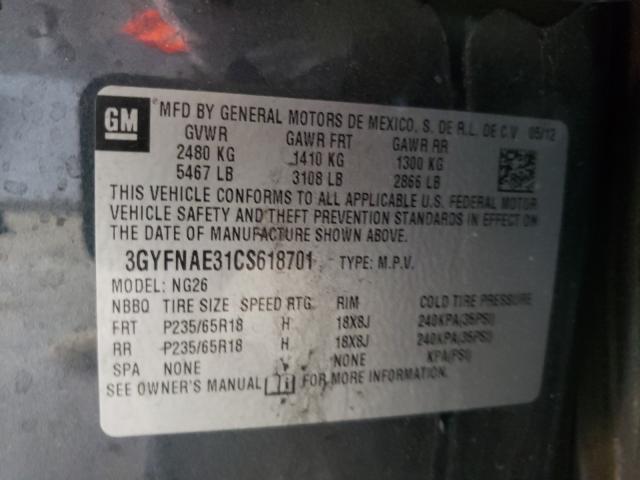 GM MFD BY GENERAL MOTORS DE MEXICO, S. DE R.L. DE C.V 05/12
GVWR GAWR FRT GAWR RR
2480 KG 1410 KG 1300 KG
5467 LB 3108 LB 2866 LB
THIS VEHICLE CONFORMS TO ALL APPLICABLE U.S. FEDERAL MOTOR
VEHICLE SAFETY AND THEFT PREVENTION STANDARDS IN EFFECT ON
THE DATE OF MANUFACTURE SHOWN ABOVE.
3GYFNAE31CS618701 TYPE: M.P.V.
MODEL: NG26
NBBQ TIRE SIZE SPEED RTG RIM COLD TIRE PRESSURE
FRT P235/65R18 H 18X8J 240KPA(35PSI)
RR P235/65R18 H 18X8J 240KPA(35PSI)
SPA NONE NONE KPA(PSI)
SEE OWNER'S MANUAL FOR MORE INFORMATION.